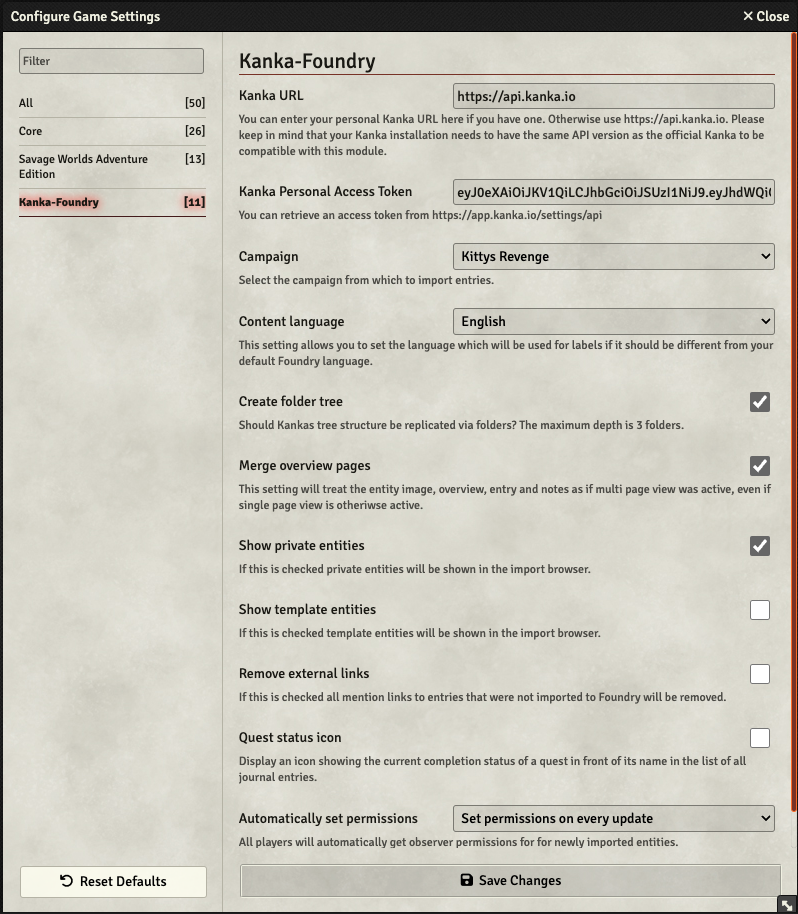 Configure Game Settings
Close
Filter
All [50]
Core [26]
Savage Worlds Adventure [13]
Edition
Kanka-Foundry [11]
Reset Defaults
Kanka-Foundry
Kanka URL https://api.kanka.io
You can enter your personal Kanka URL here if you have one. Otherwise use https://api.kanka.io. Please
keep in mind that your Kanka installation needs to have the same API version as the official Kanka to be
compatible with this module.
Kanka Personal Access Token eyJ0eXAiOiJKV1QiLCJhbGciOiJSUzI1NiJ9.eyJhdWQi
You can retrieve an access token from https://app.kanka.io/settings/api
Campaign Kittys Revenge
Select the campaign from which to import entries.
Content language English
This setting allows you to set the language which will be used for labels if it should be different from your
default Foundry language.
Create folder tree
Should Kankas tree structure be replicated via folders? The maximum depth is 3 folders.
Merge overview pages
This setting will treat the entity image, overview, entry and notes as if multi page view was active, even if
single page view is otheriwse active.
Show private entities
If this is checked private entities will be shown in the import browser.
Show template entities
If this is checked template entities will be shown in the import browser.
Remove external links
If this is checked all mention links to entries that were not imported to Foundry will be removed.
Quest status icon
Display an icon showing the current completion status of a quest in front of its name in the list of all
journal entries.
Automatically set permissions Set permissions on every update
All players will automatically get observer permissions for for newly imported entities.
Save Changes